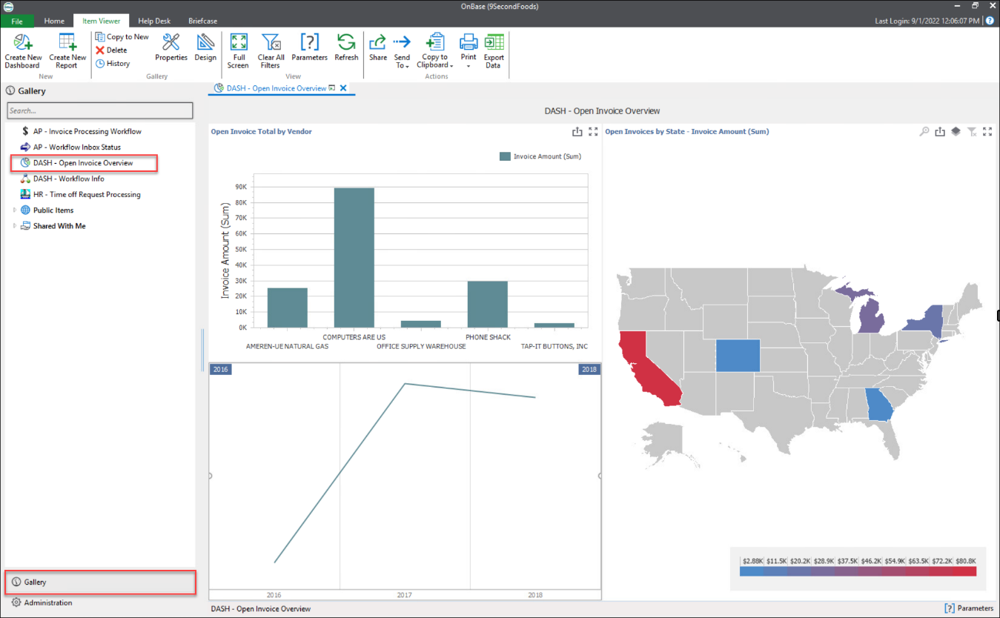 OnBase (9SecondFoods)
File Home Item Viewer Help Desk Briefcase
Last Login: 9/1/2022 12:06:07 PM ?
Create New Dashboard
Create New Report
New
Copy to New
Delete
History
Properties
Design
Gallery
Full Screen
Clear All Filters
[?] Parameters
Refresh
View
Share
Send To
Copy to Clipboard
Print
Export Data
Actions
Gallery
Search...
$ AP - Invoice Processing Workflow
AP - Workflow Inbox Status
DASH - Open Invoice Overview
DASH - Workflow Info
HR - Time off Request Processing
Public Items
Shared With Me
Gallery
Administration
DASH - Open Invoice Overview
DASH - Open Invoice Overview
Open Invoice Total by Vendor
Invoice Amount (Sum)
Invoice Amount (Sum)
90K
80K
70K
60K
50K
40K
30K
20K
10K
0K
COMPUTERS ARE US PHONE SHACK
AMEREN-UE NATURAL GAS OFFICE SUPPLY WAREHOUSE TAP-IT BUTTONS, INC
2016 2018
2016 2017 2018
Open Invoices by State - Invoice Amount (Sum)
$2.88K $11.5K $20.2K $28.9K $37.5K $46.2K $54.9K $63.5K $72.2K $80.8K
DASH - Open Invoice Overview
[?] Parameters